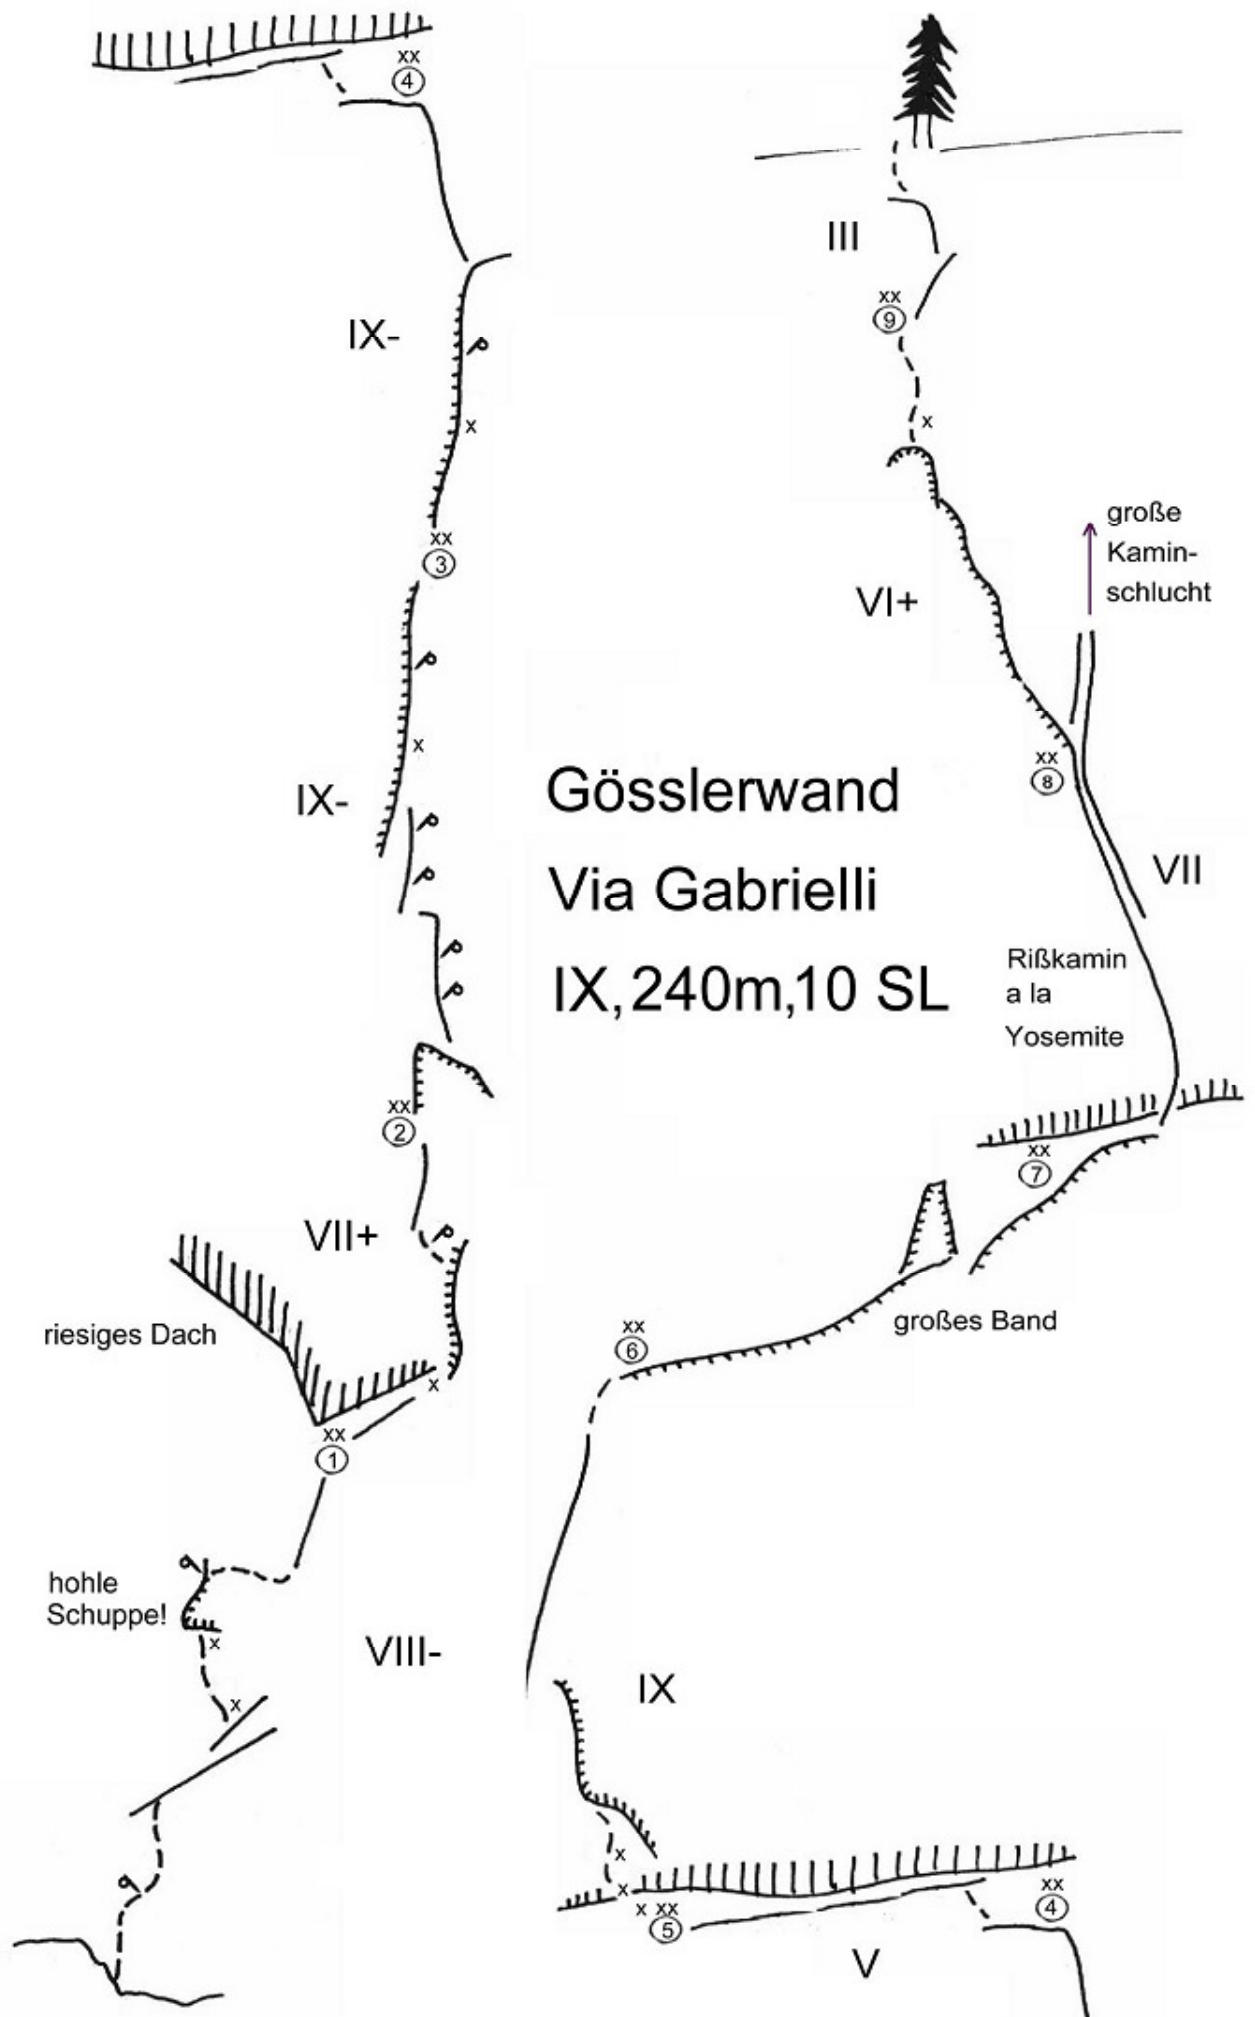 xx
4
IX-
x
xx
3
x
IX-
xx
2
VII+
riesiges Dach
x
xx
1
hohle
Schuppe!
x
VIII-
x
Gösslerwand
Via Gabrielli
IX, 240m, 10 SL
III
xx
9
x
große
Kamin-
schlucht
VI+
xx
8
VII
Rißkamin
a la
Yosemite
xx
7
großes Band
xx
6
IX
x
x
x xx
5
xx
4
V